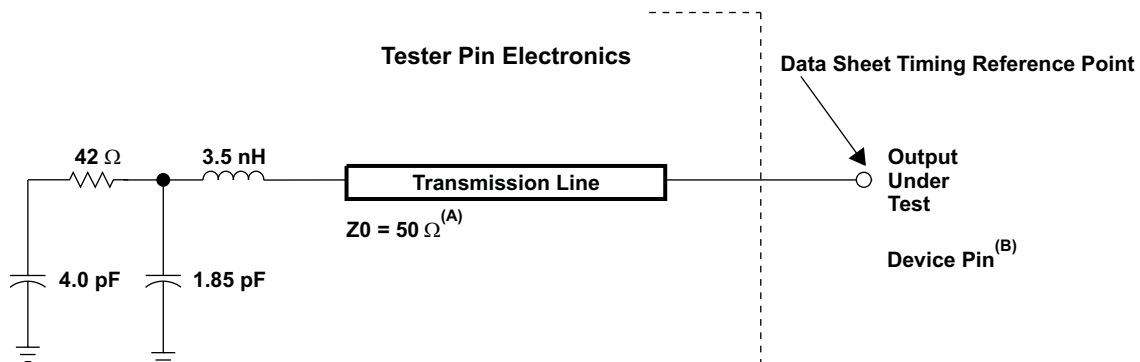 Tester Pin Electronics
Data Sheet Timing Reference Point
42 Ω
3.5 nH
Transmission Line
Output
Under
Test
Z0 = 50 Ω(A)
Device Pin(B)
4.0 pF
1.85 pF